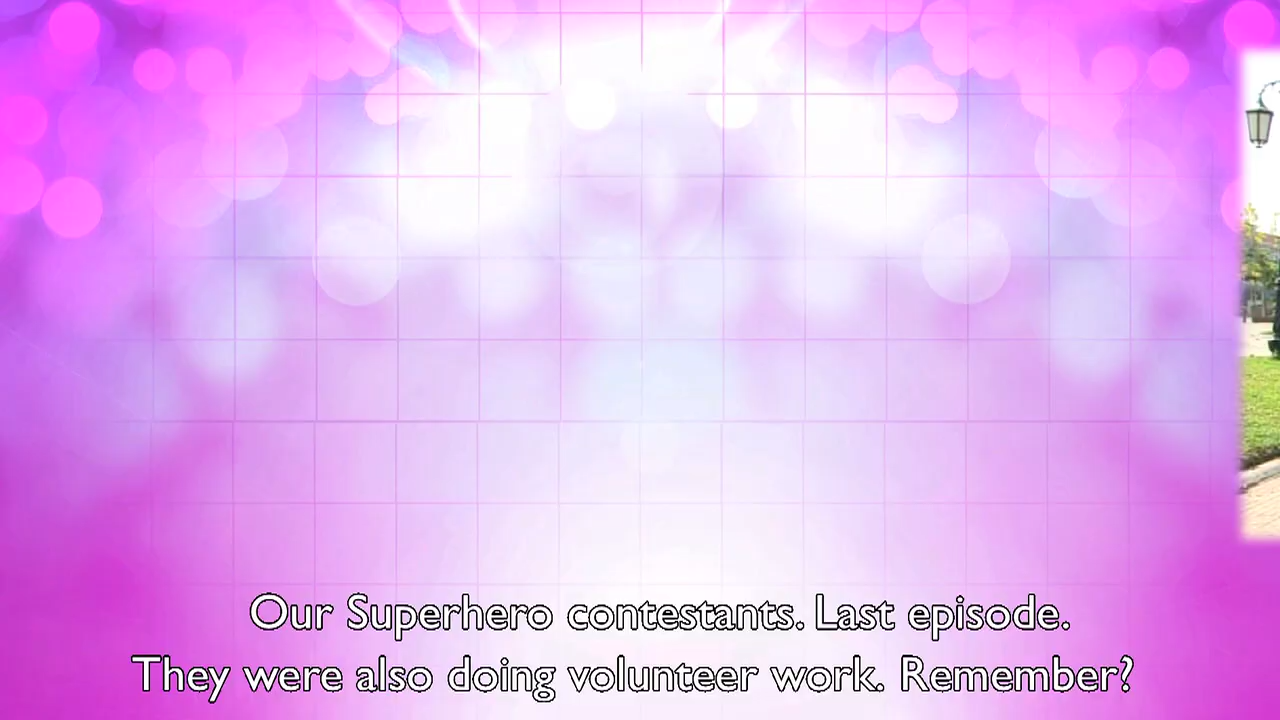 Our Superhero contestants. Last episode.
They were also doing volunteer work. Remember?